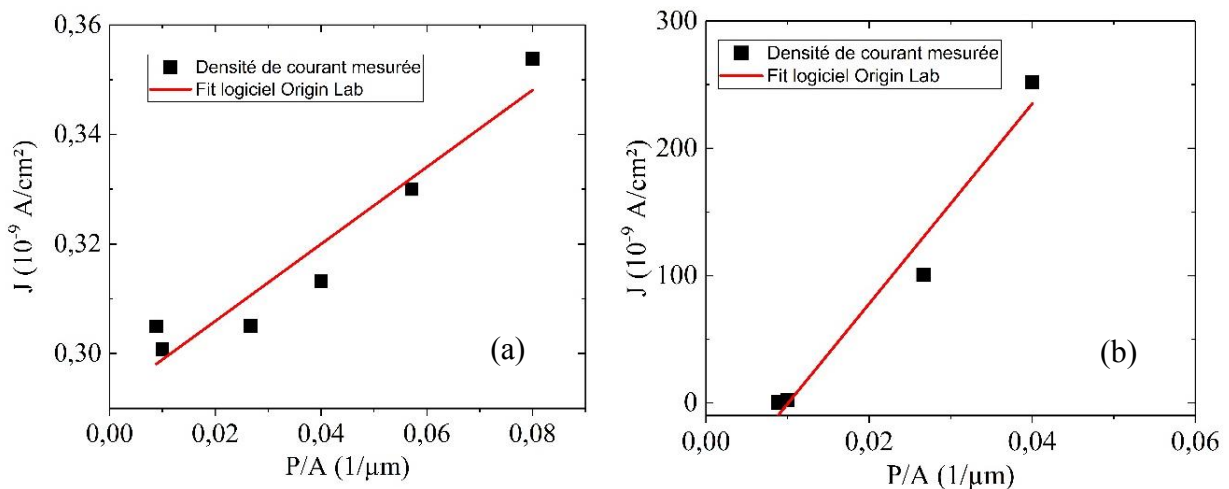 0,36
Densité de courant mesurée
Fit logiciel Origin Lab
0,34
0,32
0,30
J (10⁻⁹ A/cm²)
(a)
0,00 0,02 0,04 0,06 0,08
P/A (1/µm)
300
Densité de courant mesurée
Fit logiciel Origin Lab
200
100
0
J (10⁻⁹ A/cm²)
(b)
0,00 0,02 0,04 0,06
P/A (1/µm)